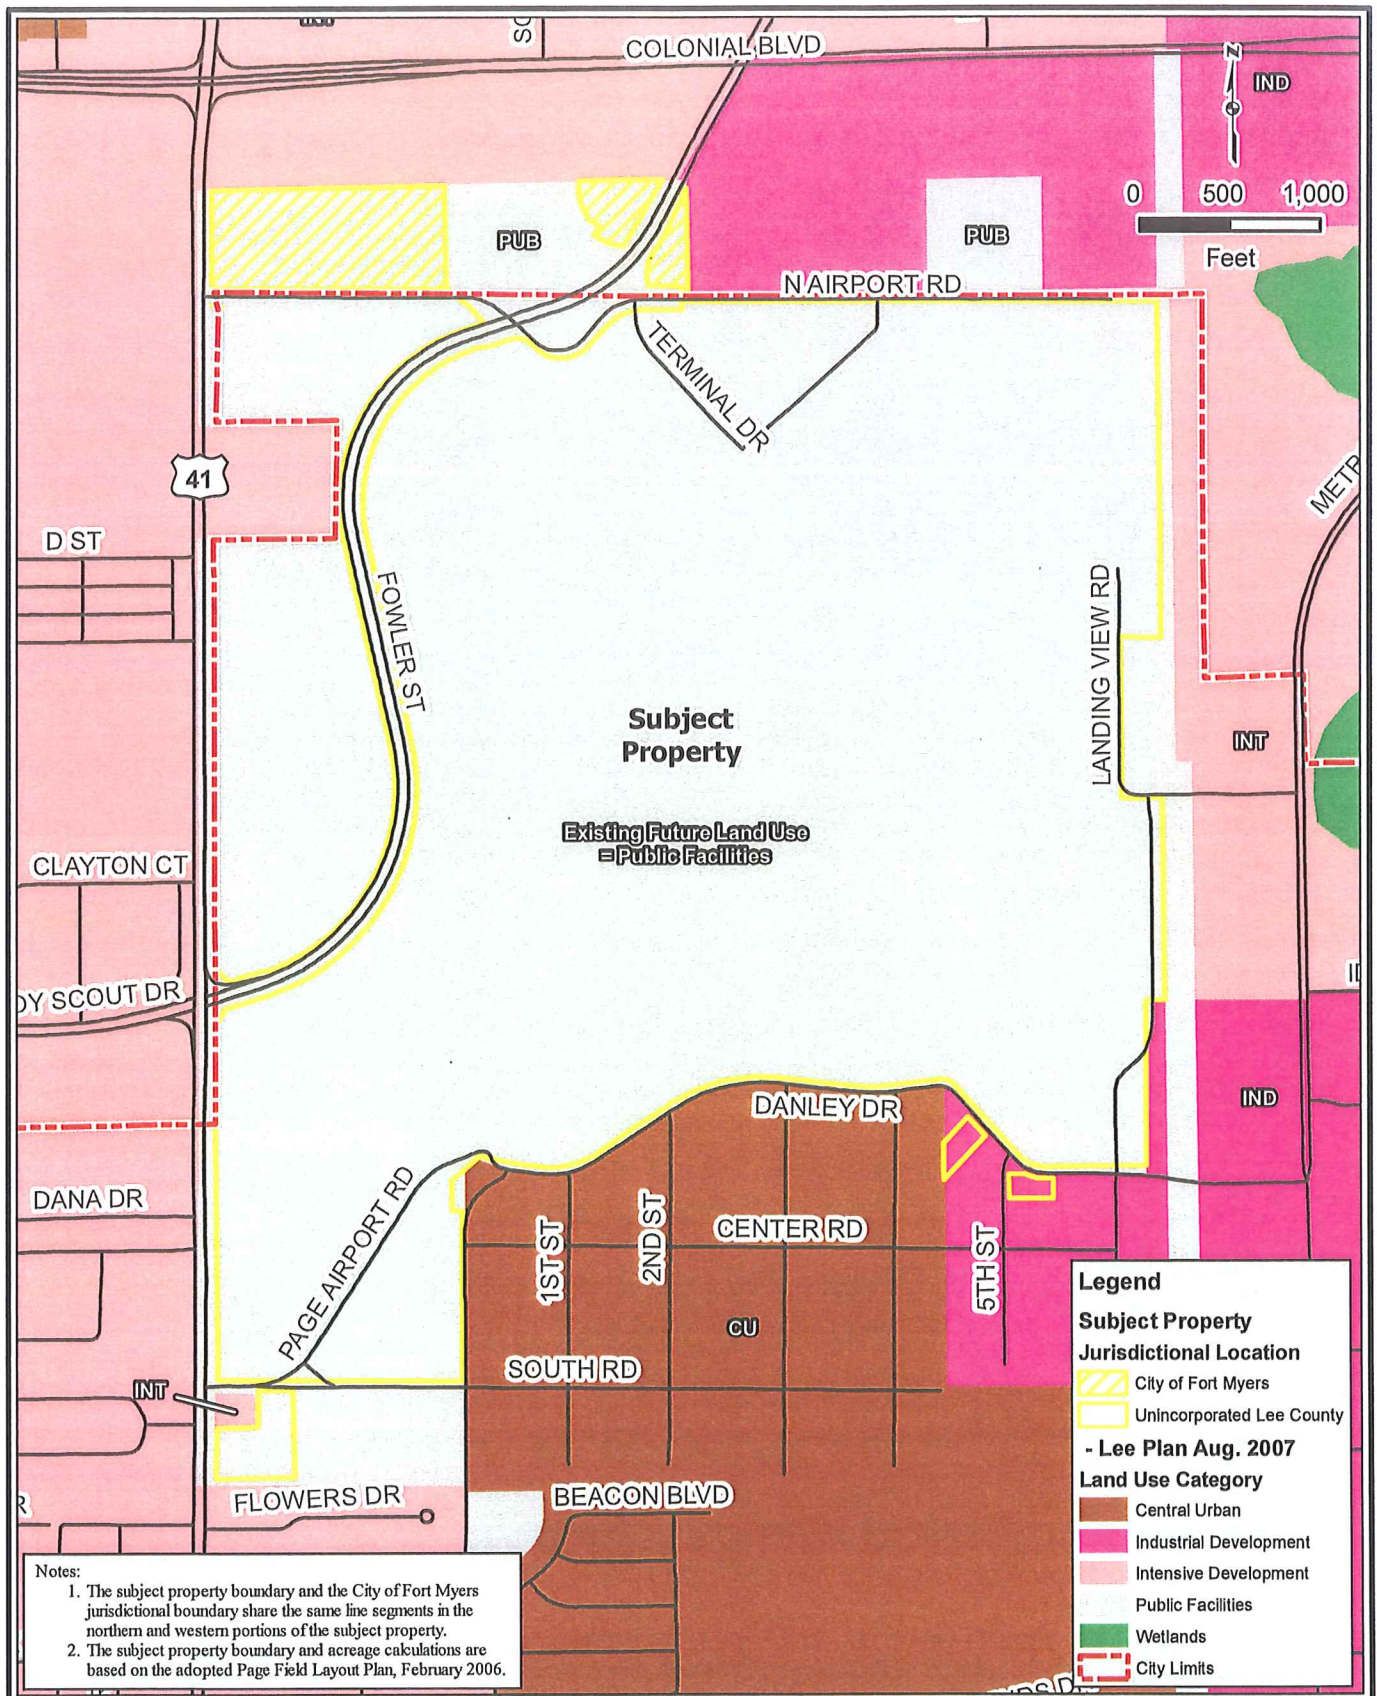 COLONIAL BLVD
N
IND
0 500 1,000
Feet
PUB
PUB
N AIRPORT RD
TERMINAL DR
41
D ST
FOWLER ST
LANDING VIEW RD
Subject
Property
INT
Existing Future Land Use
= Public Facilities
CLAYTON CT
OY SCOUT DR
DANLEY DR
IND
DANA DR
PAGE AIRPORT RD
1ST ST
2ND ST
CENTER RD
5TH ST
CU
SOUTH RD
INT
FLOWERS DR
BEACON BLVD
Legend
Subject Property
Jurisdictional Location
City of Fort Myers
Unincorporated Lee County
- Lee Plan Aug. 2007
Land Use Category
Central Urban
Industrial Development
Intensive Development
Public Facilities
Wetlands
City Limits
Notes:
1. The subject property boundary and the City of Fort Myers
jurisdictional boundary share the same line segments in the
northern and western portions of the subject property.
2. The subject property boundary and acreage calculations are
based on the adopted Page Field Layout Plan, February 2006.